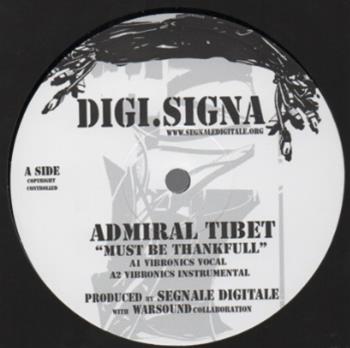 DIGI.SIGNA
WWW.SEGNALEDIGITALE.ORG
A SIDE
COPYRIGHT
CONTROLLED
ADMIRAL TIBET
"MUST BE THANKFULL"
A1 VIBRONICS VOCAL
A2 VIBRONICS INSTRUMENTAL
PRODUCED BY SEGNALE DIGITALE
WITH WARSOUND COLLABORATION